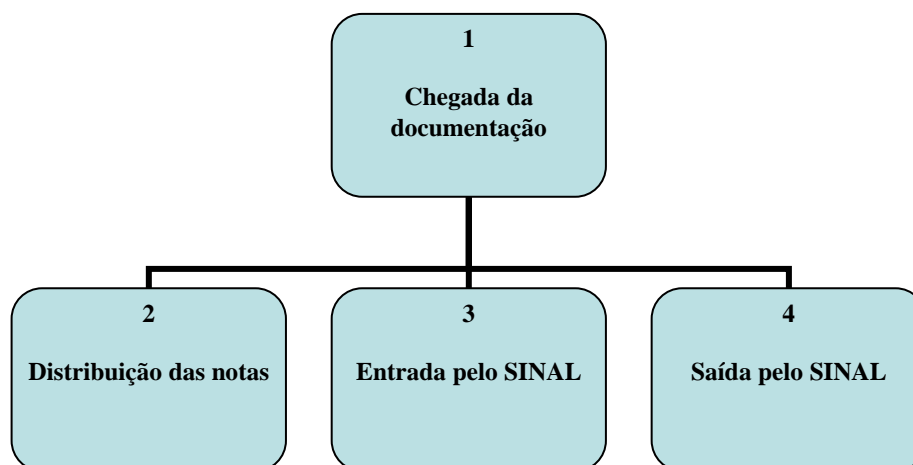 1
Chegada da
documentação
2
Distribuição das notas
3
Entrada pelo SINAL
4
Saída pelo SINAL